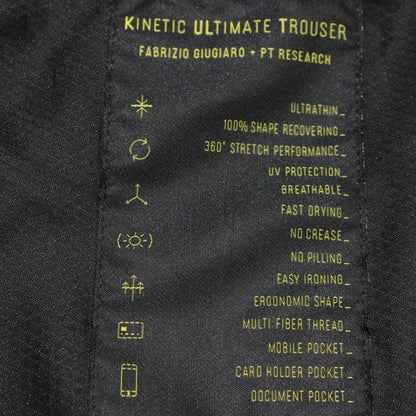 KINETIC ULTIMATE TROUSER
FABRIZIO GIUGIARO + PT RESEARCH
ULTRATHIN_
100% SHAPE RECOVERING_
360° STRETCH PERFORMANCE_
UV PROTECTION_
BREATHABLE_
FAST DRYING_
NO CREASE_
NO PILLING_
EASY IRONING_
ERGONOMIC SHAPE_
MULTI FIBER THREAD_
MOBILE POCKET_
CARD HOLDER POCKET_
DOCUMENT POCKET_